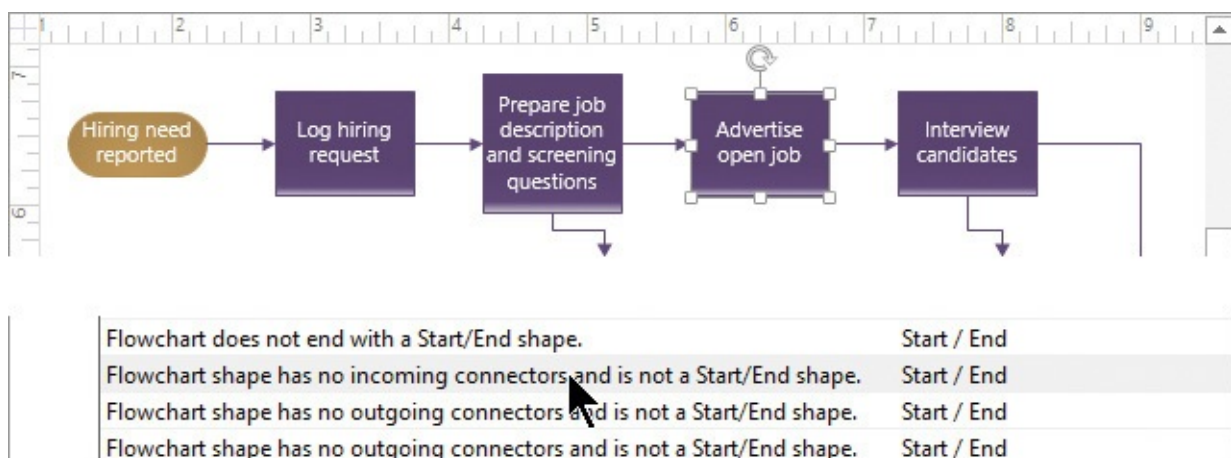 1 2 3 4 5 6 7 8 9
7
Hiring need
reported
Log hiring
request
Prepare job
description
and screening
questions
Advertise
open job
Interview
candidates
6
Flowchart does not end with a Start/End shape. Start / End
Flowchart shape has no incoming connectors and is not a Start/End shape. Start / End
Flowchart shape has no outgoing connectors and is not a Start/End shape. Start / End
Flowchart shape has no outgoing connectors and is not a Start/End shape. Start / End